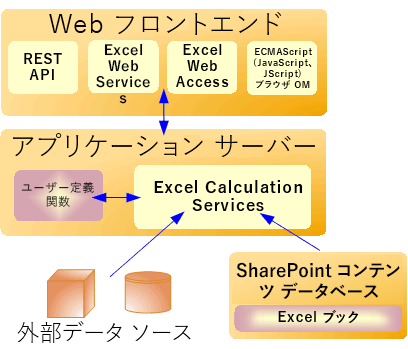 Web フロントエンド
REST
API
Excel
Web
Service
s
Excel
Web
Access
ECMAScript
(JavaScript、
JScript)
ブラウザ OM
アプリケーション サーバー
ユーザー定義
関数
Excel Calculation
Services
外部データ ソース
SharePoint コンテン
ツ データベース
Excel ブック